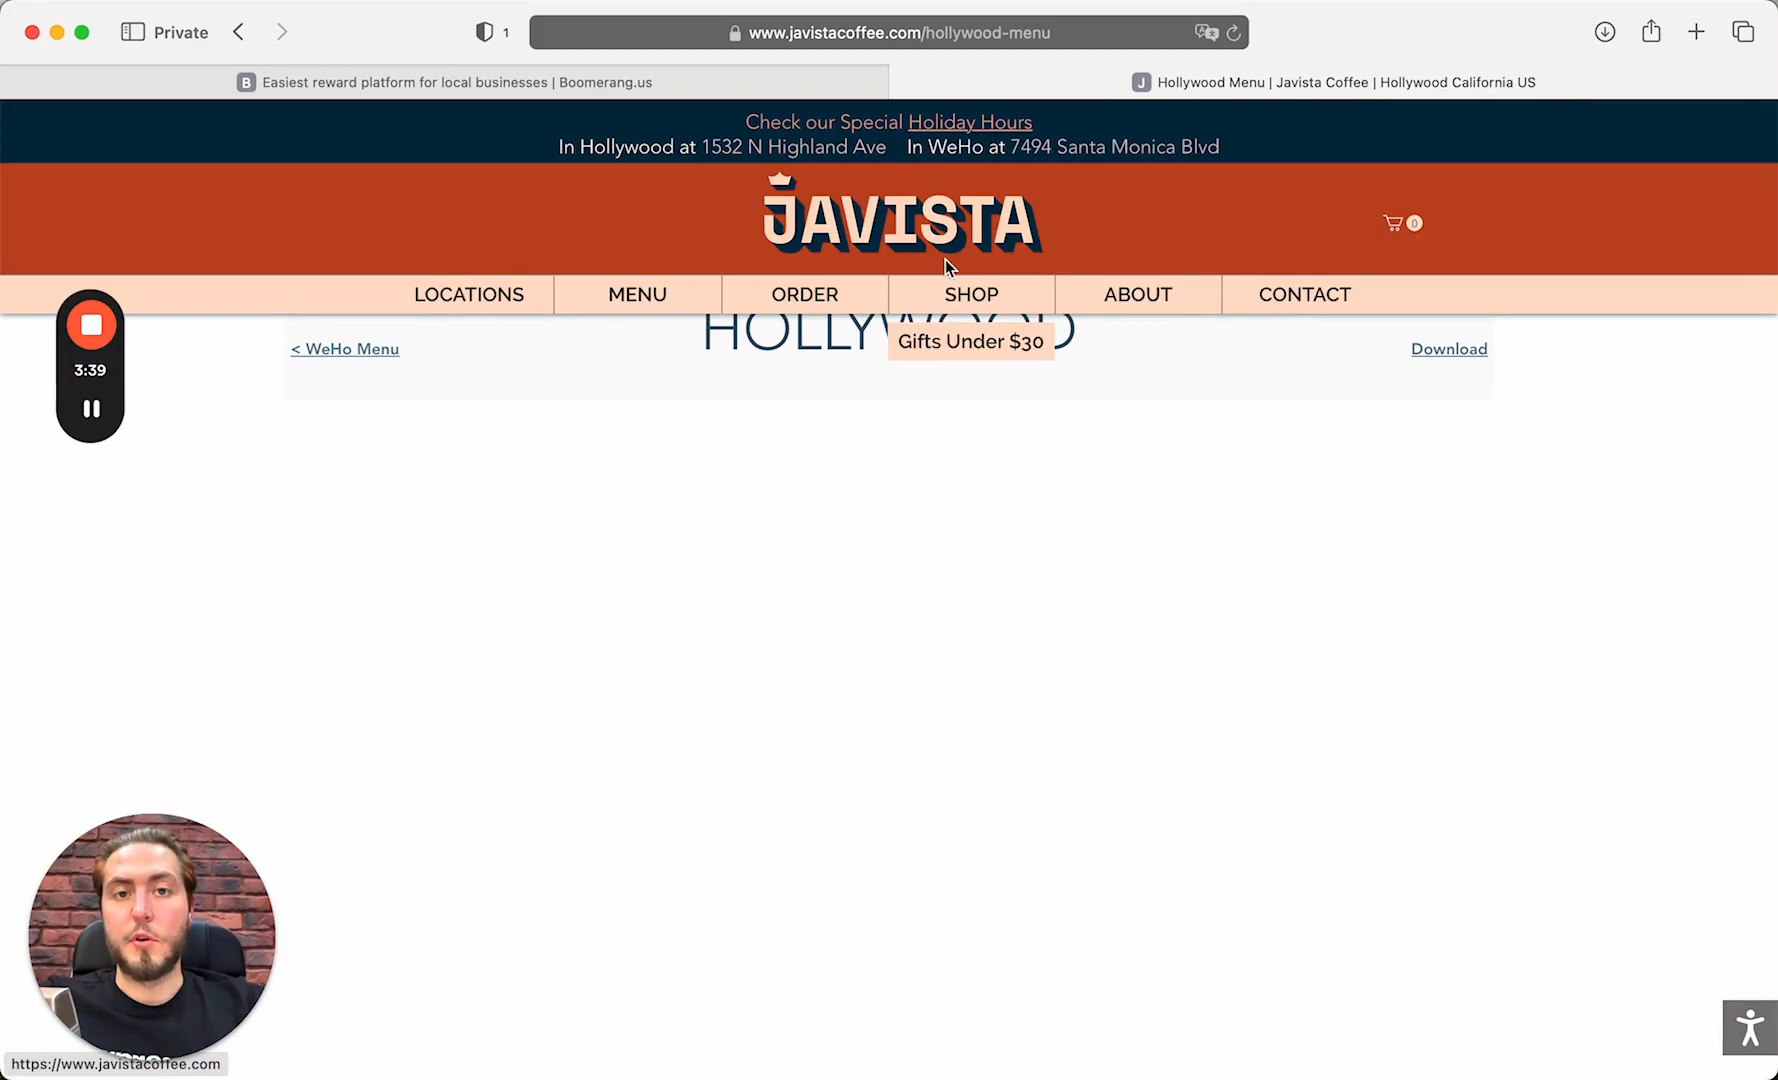 Private
1
www.javistacoffee.com/hollywood-menu
B Easiest reward platform for local businesses | Boomerang.us
J Hollywood Menu | Javista Coffee | Hollywood California US
Check our Special Holiday Hours
In Hollywood at 1532 N Highland Ave In WeHo at 7494 Santa Monica Blvd
JAVISTA
0
LOCATIONS MENU ORDER SHOP ABOUT CONTACT
HOLLYWOOD
Gifts Under $30
< WeHo Menu
Download
3:39
https://www.javistacoffee.com